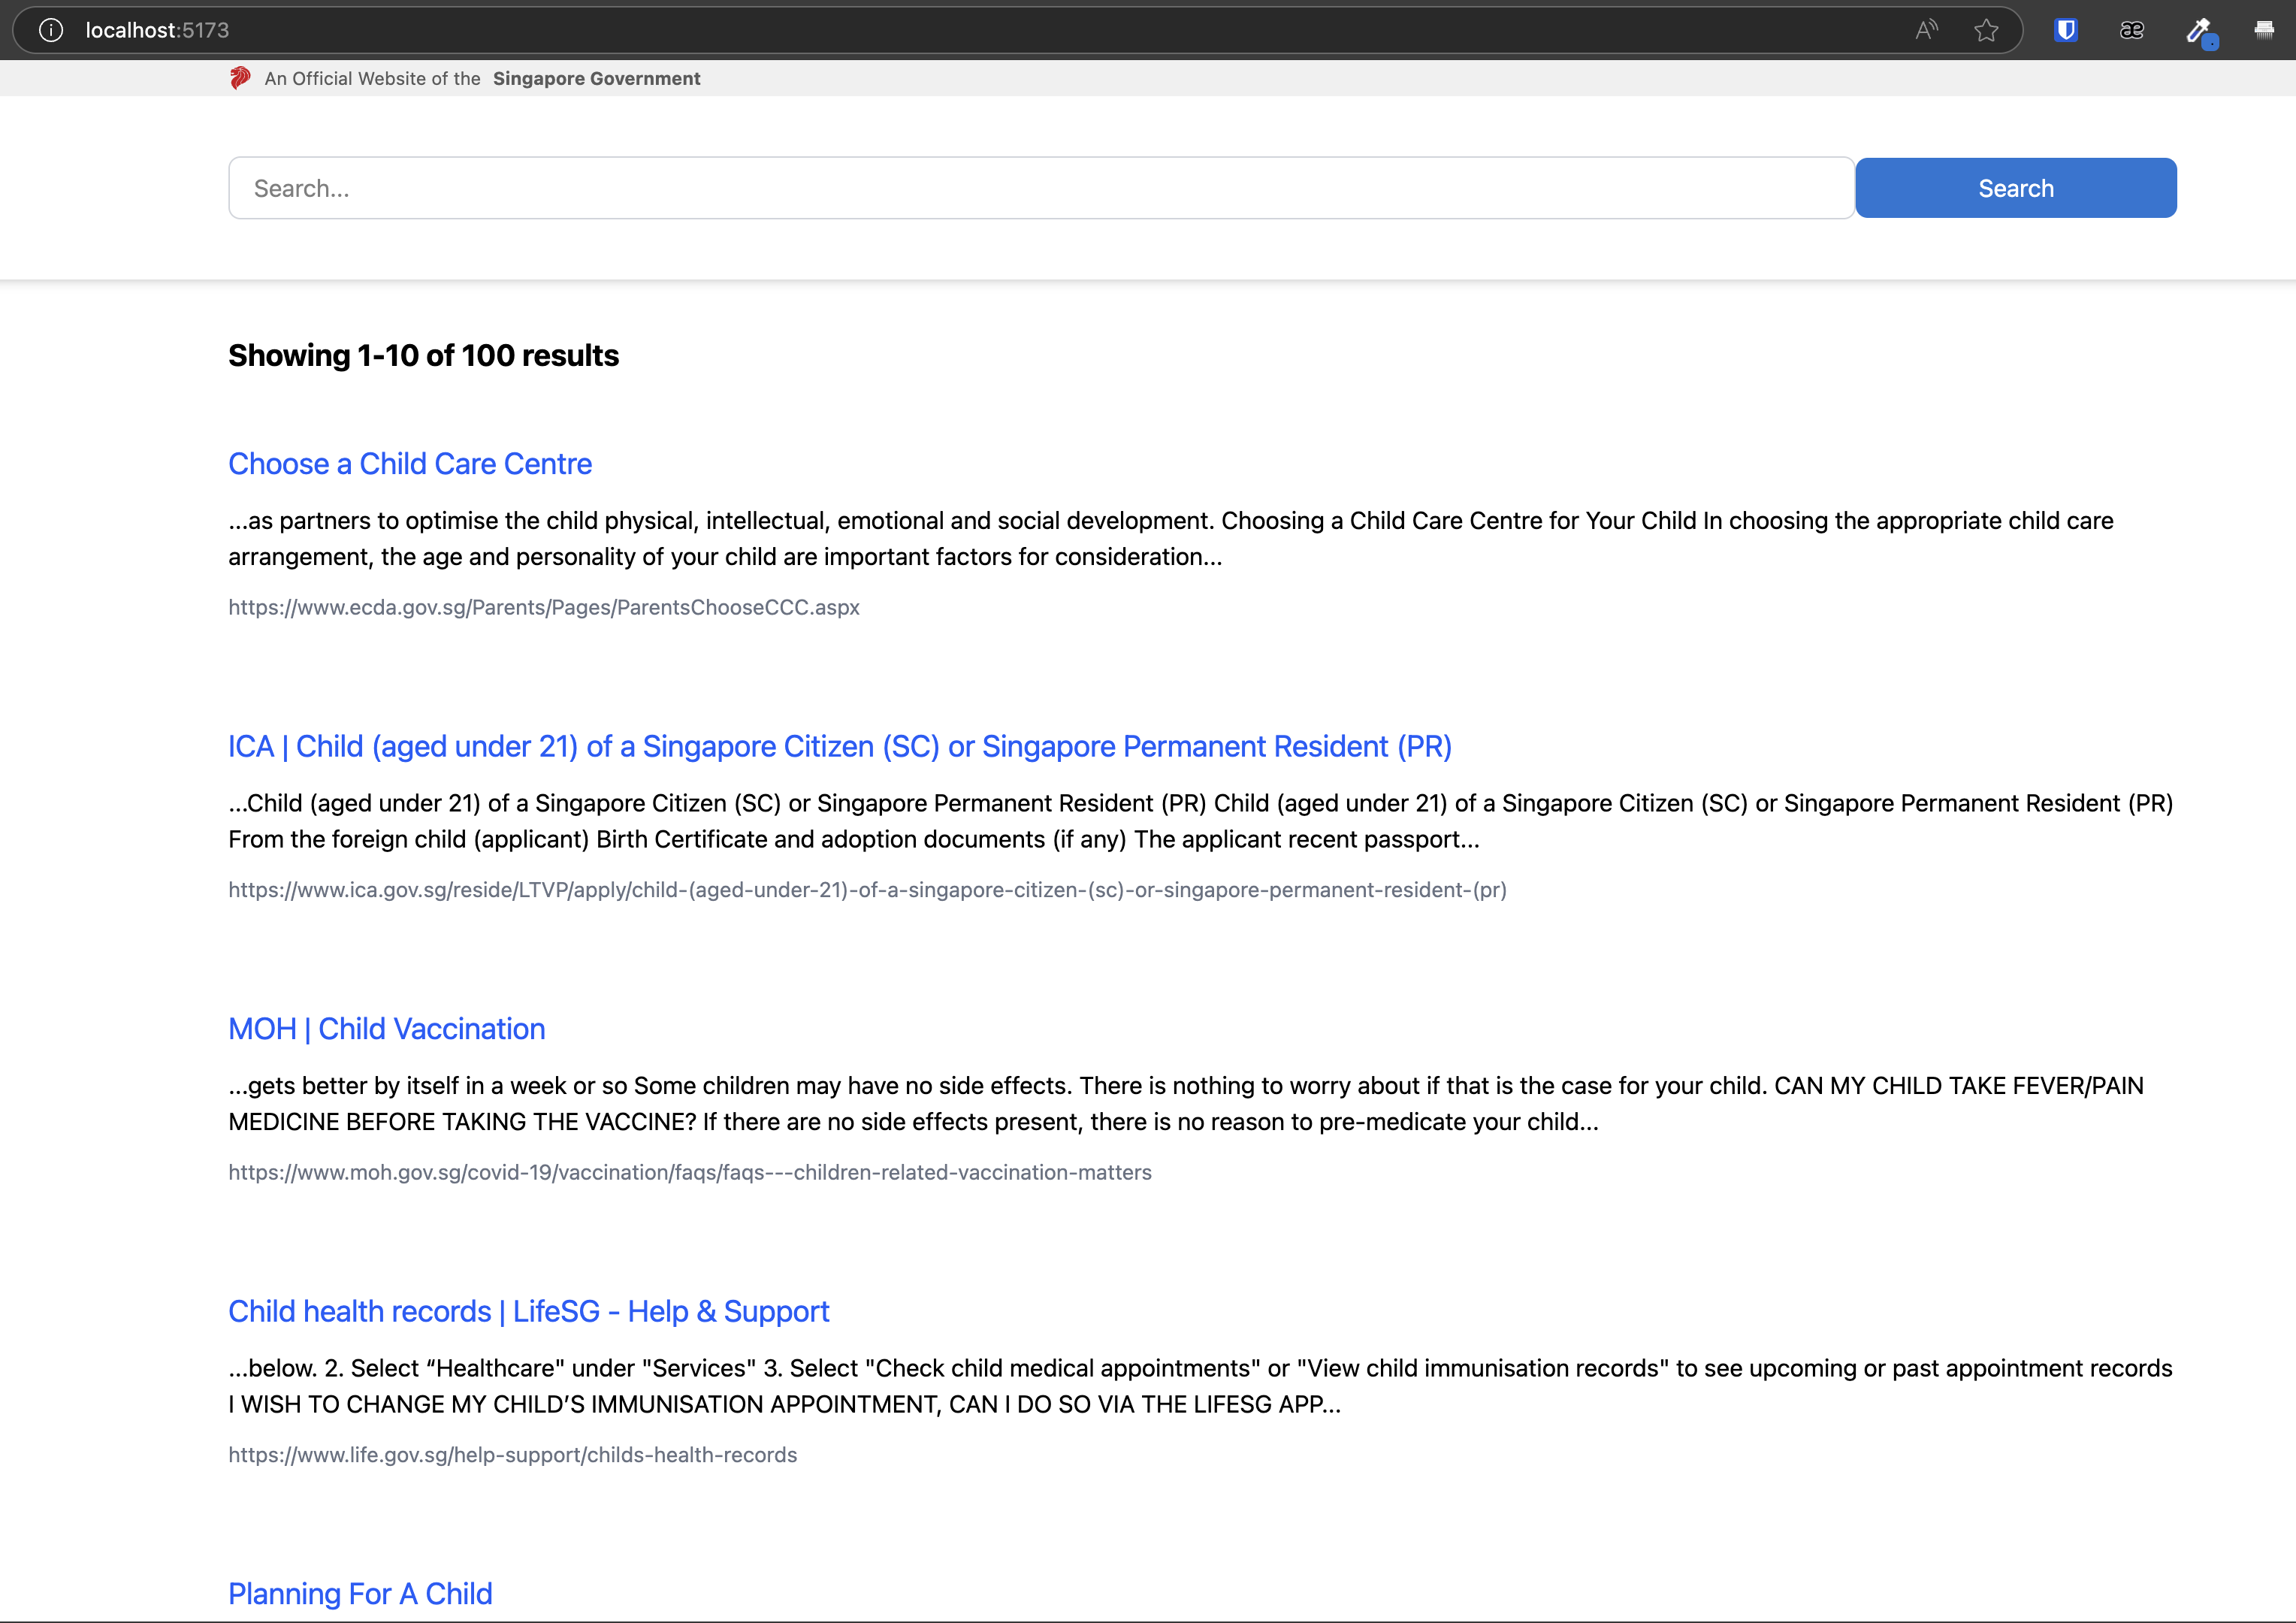 localhost:5173
An Official Website of the Singapore Government
Search...
Search
Showing 1-10 of 100 results
Choose a Child Care Centre
...as partners to optimise the child physical, intellectual, emotional and social development. Choosing a Child Care Centre for Your Child In choosing the appropriate child care
arrangement, the age and personality of your child are important factors for consideration...
https://www.ecda.gov.sg/Parents/Pages/ParentsChooseCCC.aspx
ICA | Child (aged under 21) of a Singapore Citizen (SC) or Singapore Permanent Resident (PR)
...Child (aged under 21) of a Singapore Citizen (SC) or Singapore Permanent Resident (PR) Child (aged under 21) of a Singapore Citizen (SC) or Singapore Permanent Resident (PR)
From the foreign child (applicant) Birth Certificate and adoption documents (if any) The applicant recent passport...
https://www.ica.gov.sg/reside/LTVP/apply/child-(aged-under-21)-of-a-singapore-citizen-(sc)-or-singapore-permanent-resident-(pr)
MOH | Child Vaccination
...gets better by itself in a week or so Some children may have no side effects. There is nothing to worry about if that is the case for your child. CAN MY CHILD TAKE FEVER/PAIN
MEDICINE BEFORE TAKING THE VACCINE? If there are no side effects present, there is no reason to pre-medicate your child...
https://www.moh.gov.sg/covid-19/vaccination/faqs/faqs---children-related-vaccination-matters
Child health records | LifeSG - Help & Support
...below. 2. Select “Healthcare" under "Services" 3. Select "Check child medical appointments" or "View child immunisation records" to see upcoming or past appointment records
I WISH TO CHANGE MY CHILD’S IMMUNISATION APPOINTMENT, CAN I DO SO VIA THE LIFESG APP...
https://www.life.gov.sg/help-support/childs-health-records
Planning For A Child